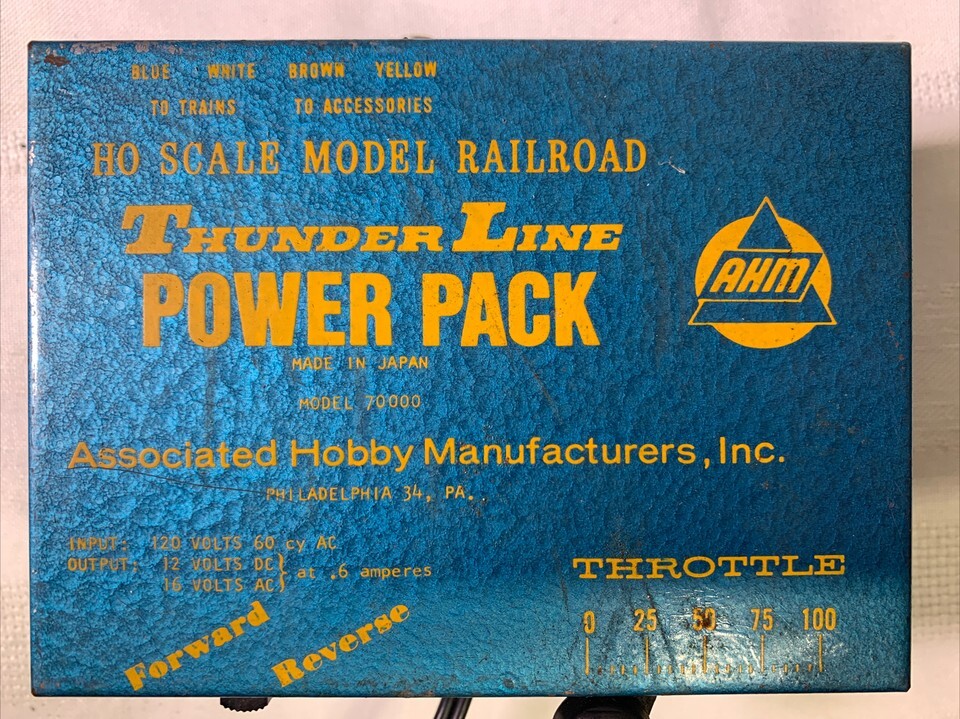 BLUE WHITE BROWN YELLOW
TO TRAINS TO ACCESSORIES
HO SCALE MODEL RAILROAD
THUNDER LINE
POWER PACK
AHM
MADE IN JAPAN
MODEL 70000
Associated Hobby Manufacturers, Inc.
PHILADELPHIA 34, PA.
INPUT: 120 VOLTS 60 cy AC
OUTPUT: 12 VOLTS DC
16 VOLTS AC} at .6 amperes
THROTTLE
0 25 50 75 100
Forward Reverse